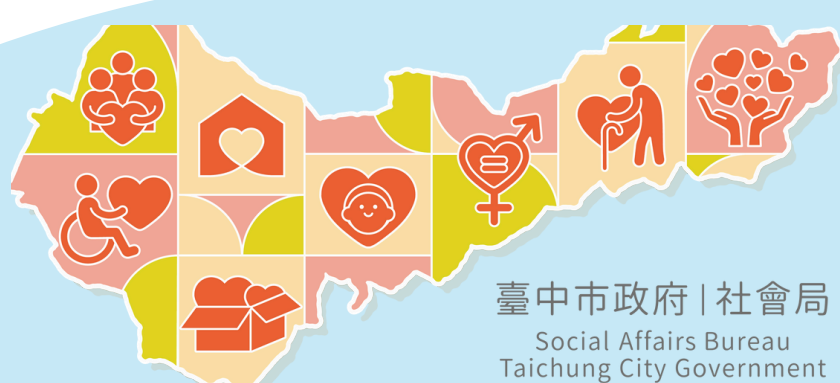 臺中市政府|社會局
Social Affairs Bureau
Taichung City Government